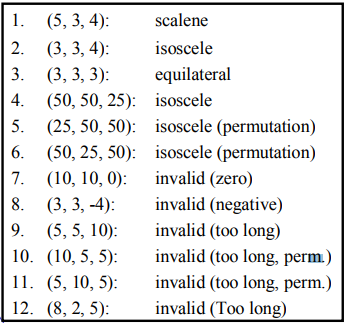 1. (5, 3, 4): scalene
2. (3, 3, 4): isoscele
3. (3, 3, 3): equilateral
4. (50, 50, 25): isoscele
5. (25, 50, 50): isoscele (permutation)
6. (50, 25, 50): isoscele (permutation)
7. (10, 10, 0): invalid (zero)
8. (3, 3, -4): invalid (negative)
9. (5, 5, 10): invalid (too long)
10. (10, 5, 5): invalid (too long, perm.)
11. (5, 10, 5): invalid (too long, perm.)
12. (8, 2, 5): invalid (Too long)